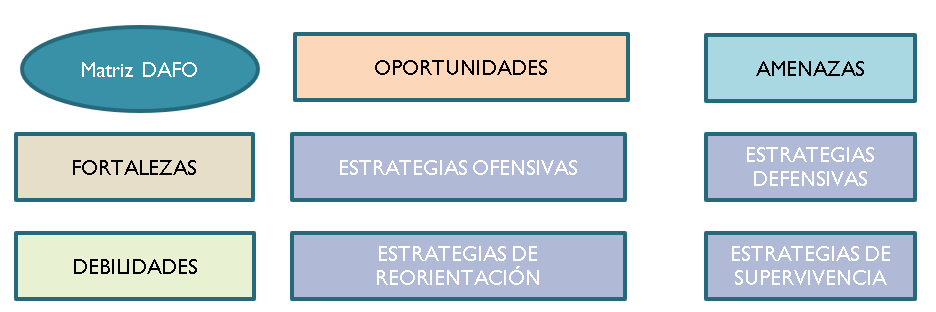 Matriz DAFO
OPORTUNIDADES
AMENAZAS
FORTALEZAS
ESTRATEGIAS OFENSIVAS
ESTRATEGIAS
DEFENSIVAS
DEBILIDADES
ESTRATEGIAS DE
REORIENTACIÓN
ESTRATEGIAS DE
SUPERVIVENCIA